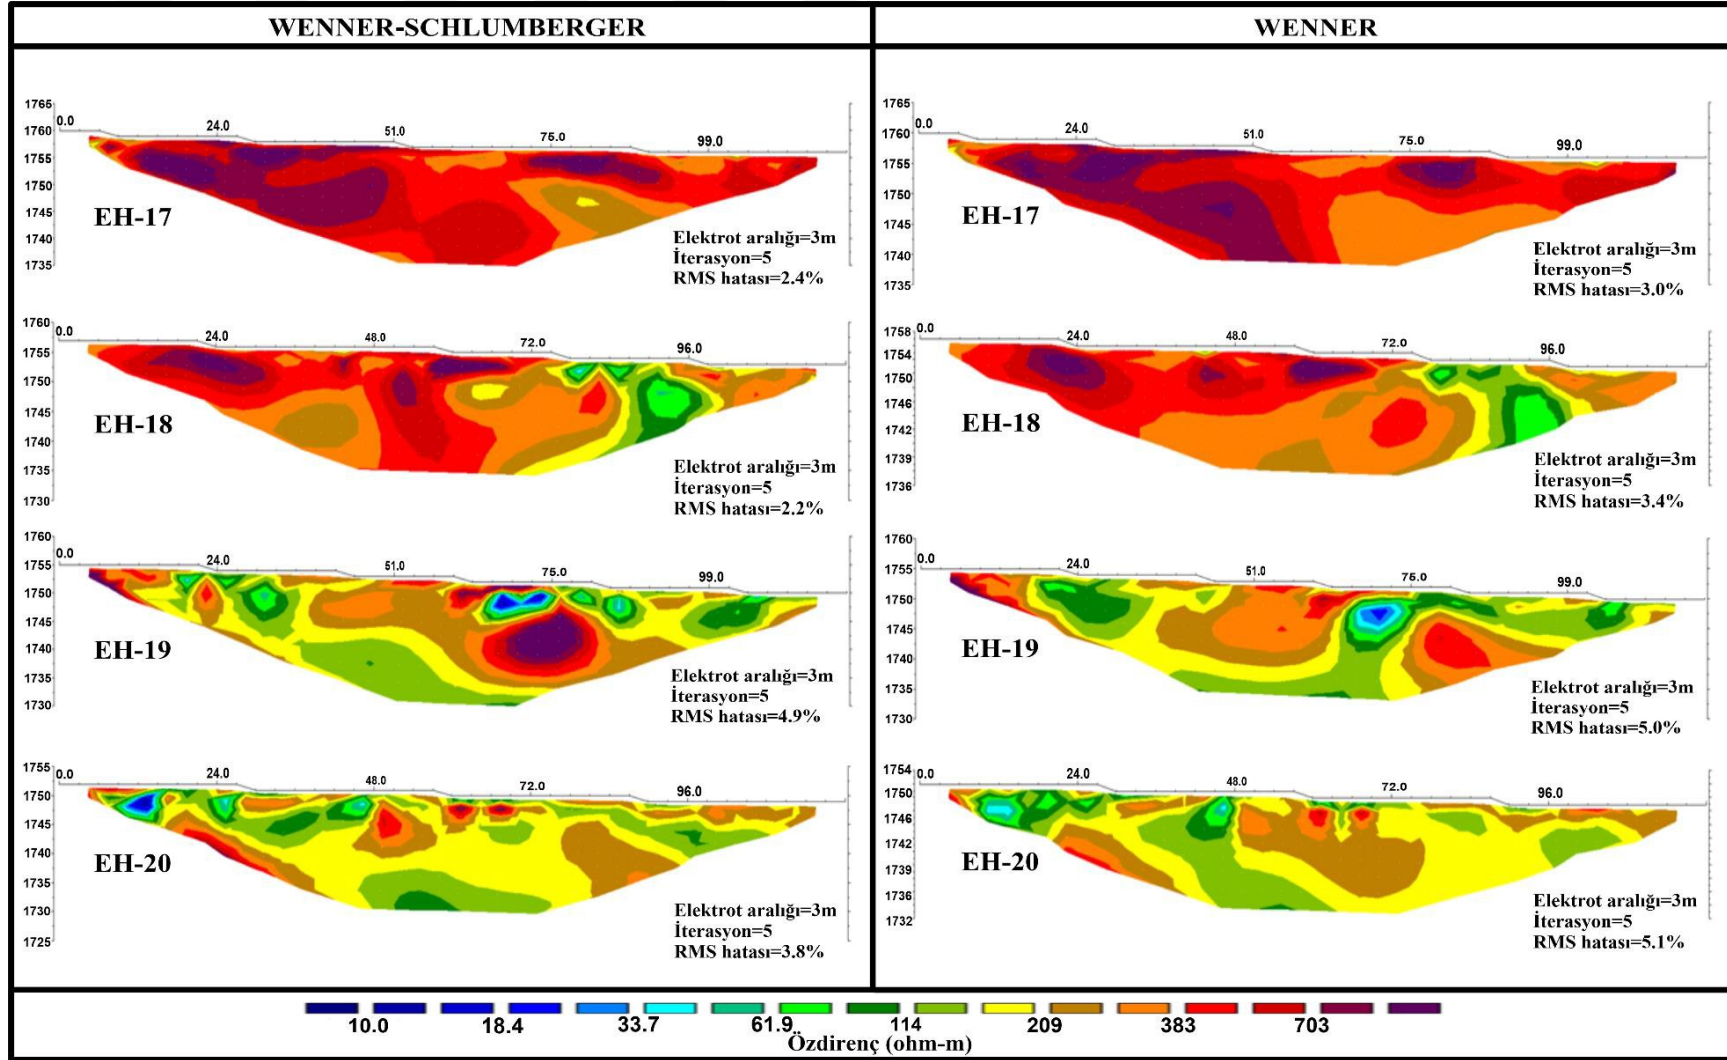 WENNER-SCHLUMBERGER
WENNER
1765
1760
1755
1750
1745
1740
1735
0.0 24.0 51.0 75.0 99.0
EH-17
Elektrot aralığı=3m
İterasyon=5
RMS hatası=2.4%
1765
1760
1755
1750
1745
1740
1735
0.0 24.0 51.0 75.0 99.0
EH-17
Elektrot aralığı=3m
İterasyon=5
RMS hatası=3.0%
1760
1755
1750
1745
1740
1735
1730
0.0 24.0 48.0 72.0 96.0
EH-18
Elektrot aralığı=3m
İterasyon=5
RMS hatası=2.2%
1758
1754
1750
1746
1742
1739
1736
0.0 24.0 48.0 72.0 96.0
EH-18
Elektrot aralığı=3m
İterasyon=5
RMS hatası=3.4%
1760
1755
1750
1745
1740
1735
1730
0.0 24.0 51.0 75.0 99.0
EH-19
Elektrot aralığı=3m
İterasyon=5
RMS hatası=4.9%
1760
1755
1750
1745
1740
1735
1730
0.0 24.0 51.0 76.0 99.0
EH-19
Elektrot aralığı=3m
İterasyon=5
RMS hatası=5.0%
1755
1750
1745
1740
1735
1730
1725
0.0 24.0 48.0 72.0 96.0
EH-20
Elektrot aralığı=3m
İterasyon=5
RMS hatası=3.8%
1754
1750
1746
1742
1739
1736
1732
0.0 24.0 48.0 72.0 96.0
EH-20
Elektrot aralığı=3m
İterasyon=5
RMS hatası=5.1%
10.0 18.4 33.7 61.9 114 209 383 703
Özdirenç (ohm-m)